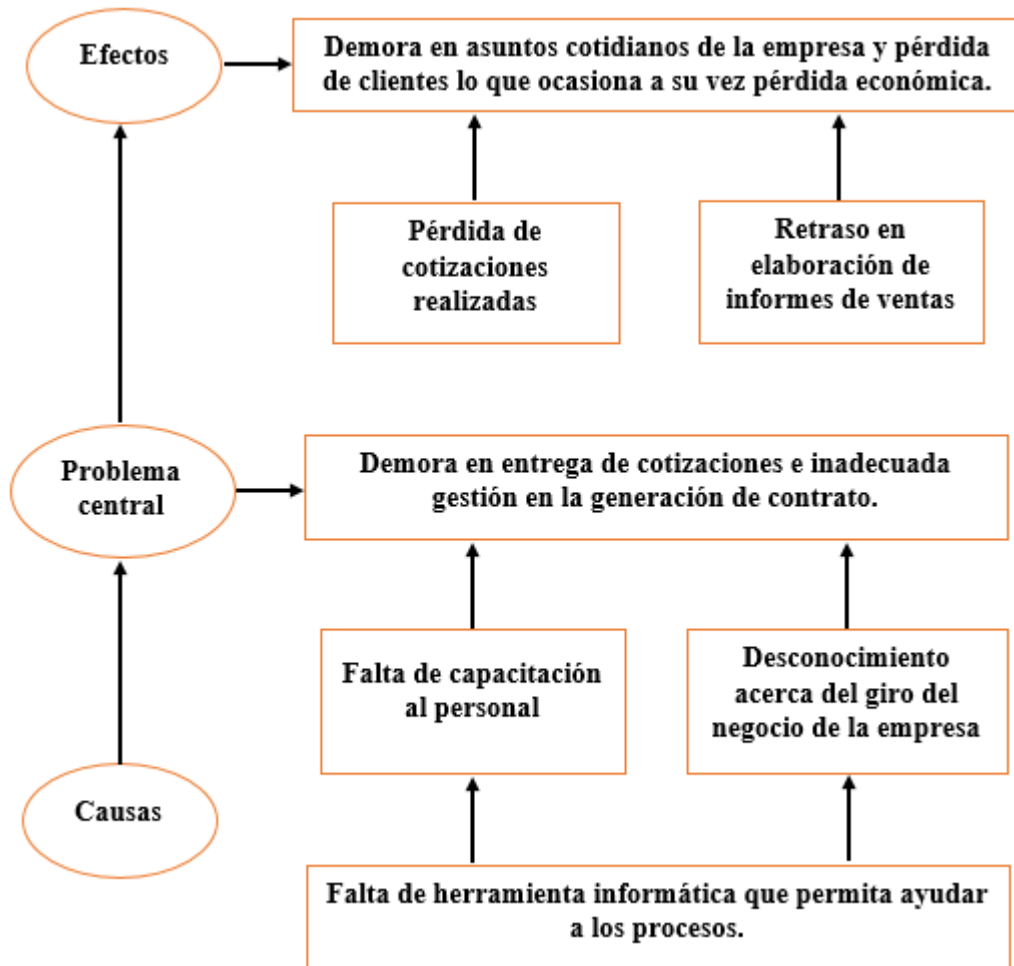 Efectos
Demora en asuntos cotidianos de la empresa y pérdida
de clientes lo que ocasiona a su vez pérdida económica.
Pérdida de
cotizaciones
realizadas
Retraso en
elaboración de
informes de ventas
Problema
central
Demora en entrega de cotizaciones e inadecuada
gestión en la generación de contrato.
Falta de capacitación
al personal
Desconocimiento
acerca del giro del
negocio de la empresa
Causas
Falta de herramienta informática que permita ayudar
a los procesos.